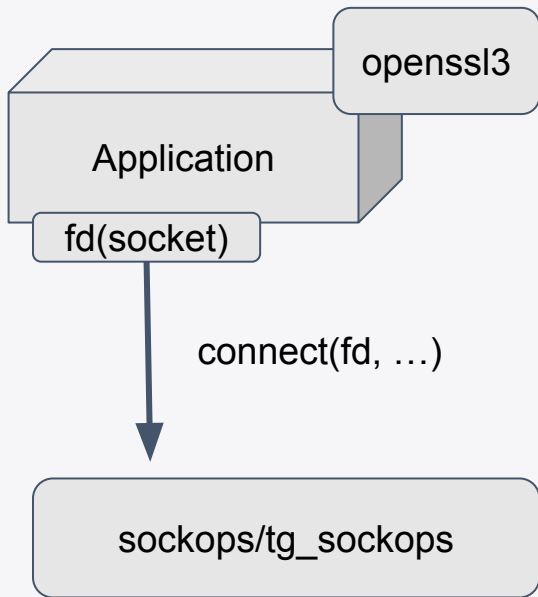 openssl3
Application
fd(socket)
connect(fd, …)
sockops/tg_sockops